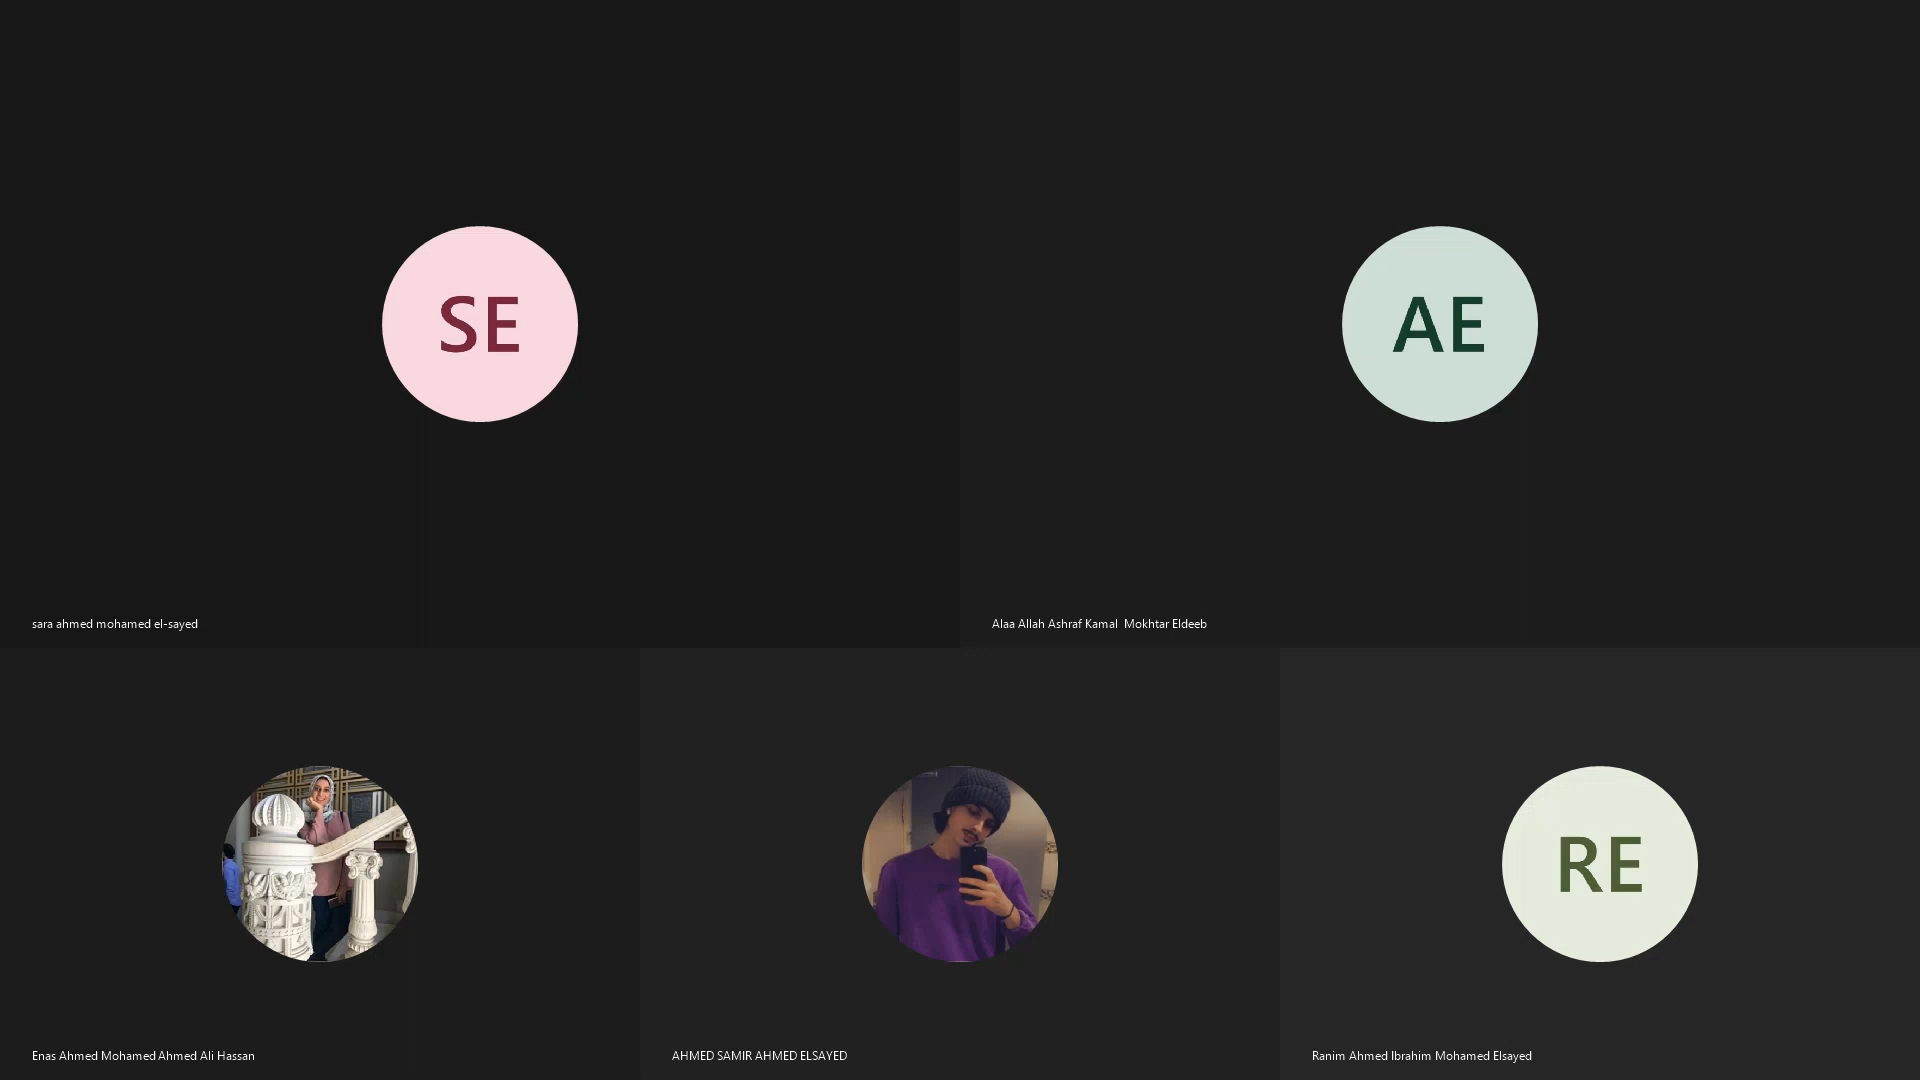 SE
AE
sara ahmed mohamed el-sayed
Alaa Allah Ashraf Kamal  Mokhtar Eldeeb
RE
Enas Ahmed Mohamed Ahmed Ali Hassan
AHMED SAMIR AHMED ELSAYED
Ranim Ahmed Ibrahim Mohamed Elsayed